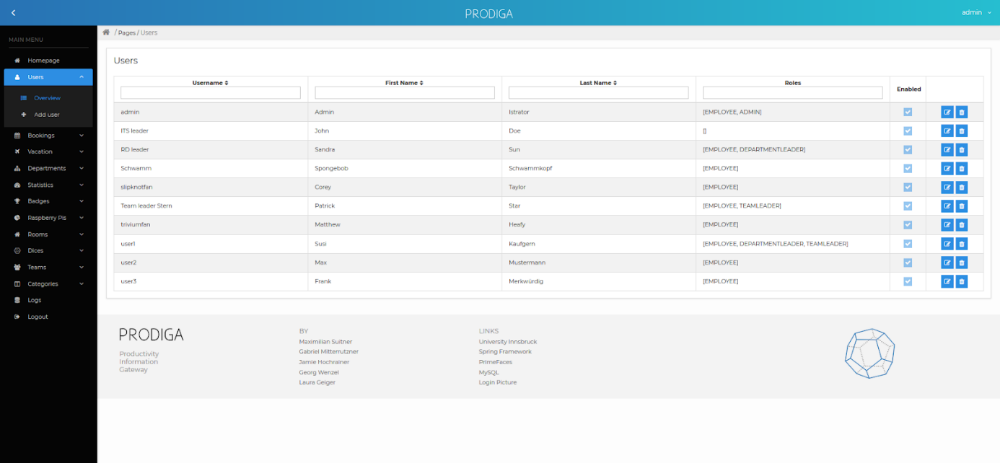 PRODIGA
admin
MAIN MENU
Homepage
Users
Overview
Add user
Bookings
Vacation
Departments
Statistics
Badges
Raspberry Pis
Rooms
Dices
Teams
Categories
Logs
Logout
/ Pages / Users
Users
Username First Name Last Name Roles Enabled
admin Admin Istrator [EMPLOYEE, ADMIN]
ITS leader John Doe []
RD leader Sandra Sun [EMPLOYEE, DEPARTMENTLEADER]
Schwamm Spongebob Schwammkopf [EMPLOYEE]
slipknotfan Corey Taylor [EMPLOYEE]
Team leader Stern Patrick Star [EMPLOYEE, TEAMLEADER]
triviumfan Matthew Heafy [EMPLOYEE]
user1 Susi Kaufgern [EMPLOYEE, DEPARTMENTLEADER, TEAMLEADER]
user2 Max Mustermann [EMPLOYEE]
user3 Frank Merkwürdig [EMPLOYEE]
PRODIGA
Productivity
Information
Gateway
BY
Maximilian Suitner
Gabriel Mitterrutzner
Jamie Hochrainer
Georg Wenzel
Laura Geiger
LINKS
University Innsbruck
Spring Framework
PrimeFaces
MySQL
Login Picture